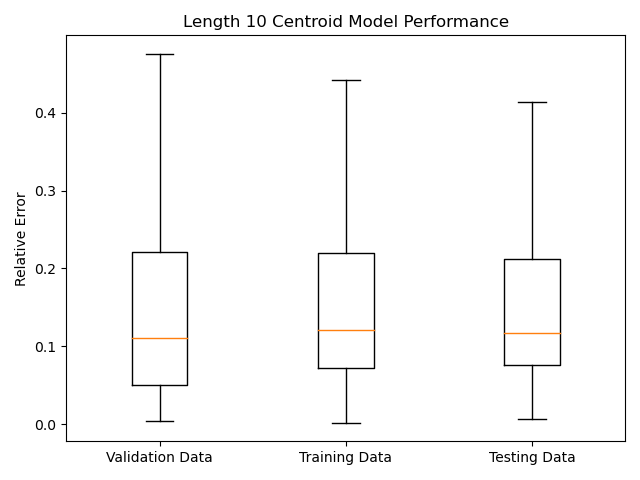 Length 10 Centroid Model Performance
Relative Error
0.4
0.3
0.2
0.1
0.0
Validation Data
Training Data
Testing Data